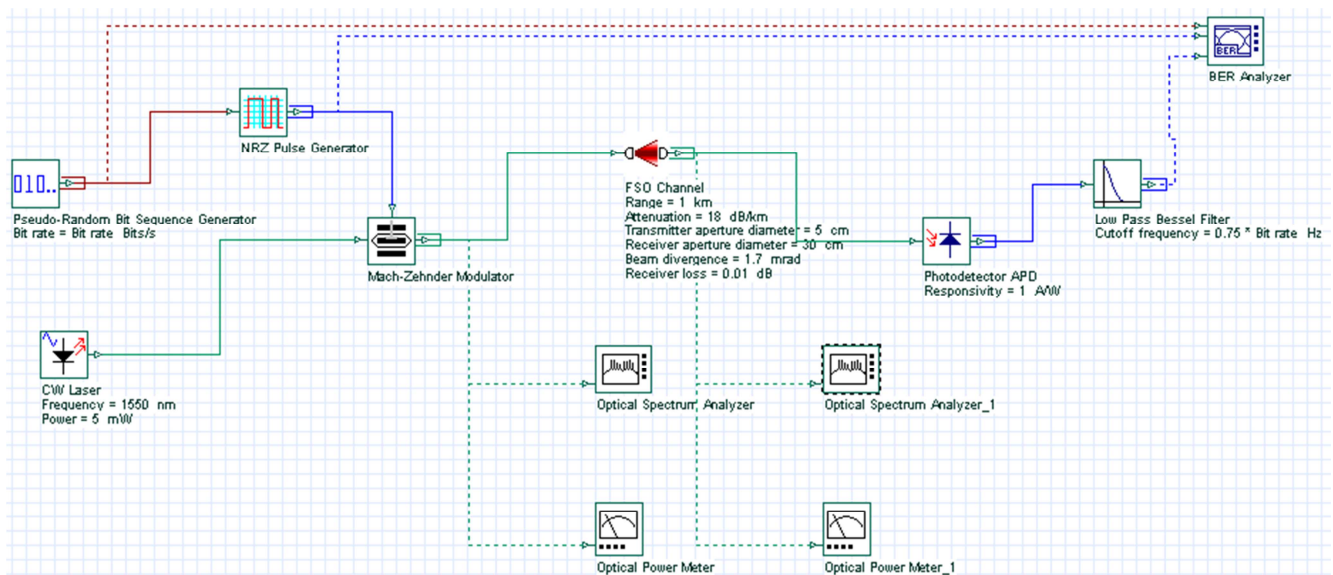 BER
BER Analyzer
NRZ Pulse Generator
010..
Pseudo-Random Bit Sequence Generator
Bit rate = Bit rate Bits/s
FSO Channel
Range = 1 km
Attenuation = 18 dB/km
Transmitter aperture diameter = 5 cm
Receiver aperture diameter = 30 cm
Beam divergence = 1.7 mrad
Receiver loss = 0.01 dB
Low Pass Bessel Filter
Cutoff frequency = 0.75 * Bit rate Hz
Mach-Zehnder Modulator
Photodetector APD
Responsivity = 1 A/W
CW Laser
Frequency = 1550 nm
Power = 5 mW
Optical Spectrum Analyzer
Optical Spectrum Analyzer_1
Optical Power Meter
Optical Power Meter_1